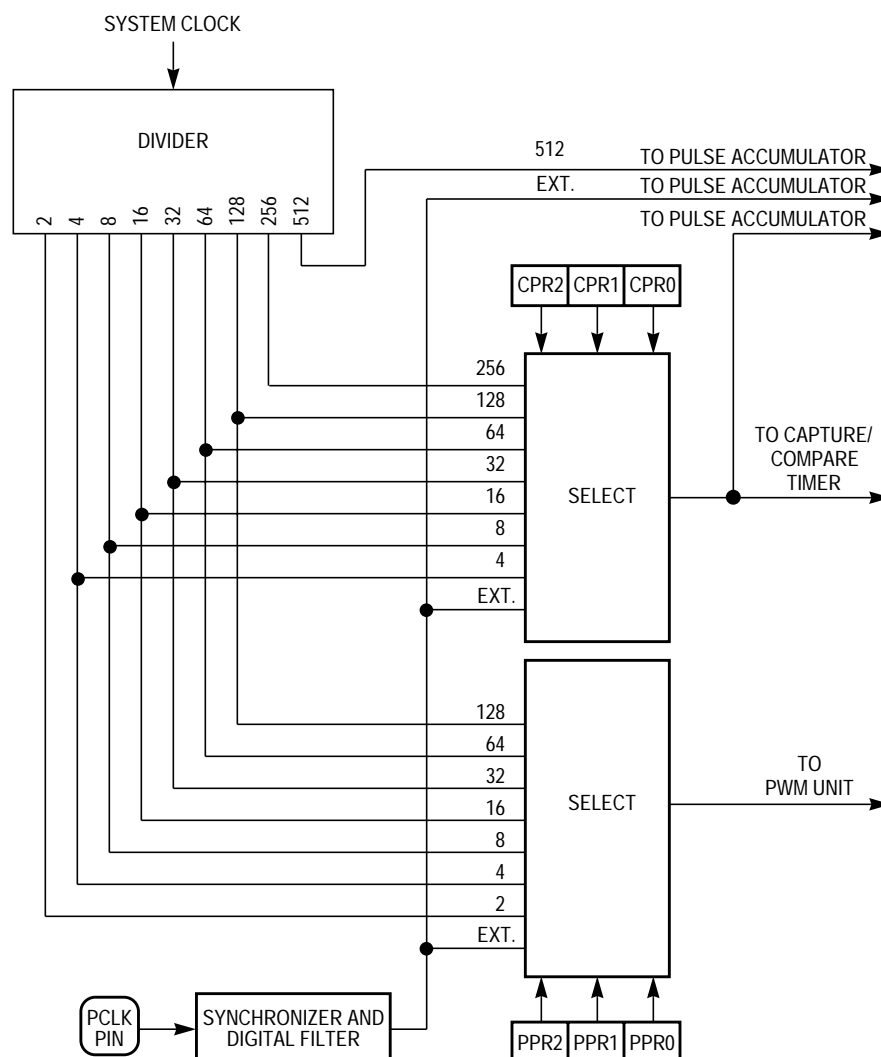 SYSTEM CLOCK
DIVIDER
2
4
8
16
32
64
128
256
512
512
TO PULSE ACCUMULATOR
EXT.
TO PULSE ACCUMULATOR
TO PULSE ACCUMULATOR
CPR2 CPR1 CPR0
256
128
64
32
16
8
4
EXT.
SELECT
TO CAPTURE/
COMPARE
TIMER
128
64
32
16
8
4
2
EXT.
SELECT
TO
PWM UNIT
PCLK
PIN
SYNCHRONIZER AND
DIGITAL FILTER
PPR2 PPR1 PPR0